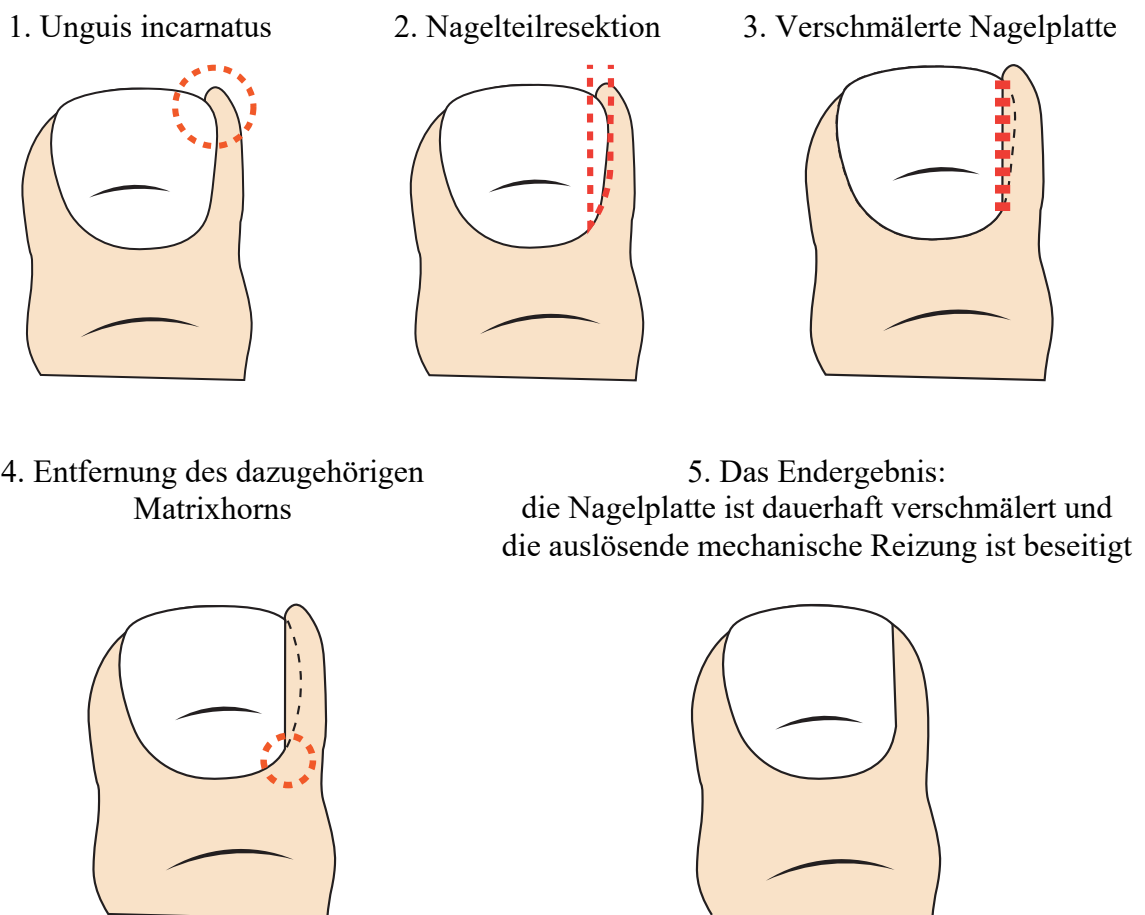 1. Unguis incarnatus
2. Nagelteilresektion
3. Verschmälerte Nagelplatte
4. Entfernung des dazugehörigen
Matrixhorns
5. Das Endergebnis:
die Nagelplatte ist dauerhaft verschmälert und
die auslösende mechanische Reizung ist beseitigt